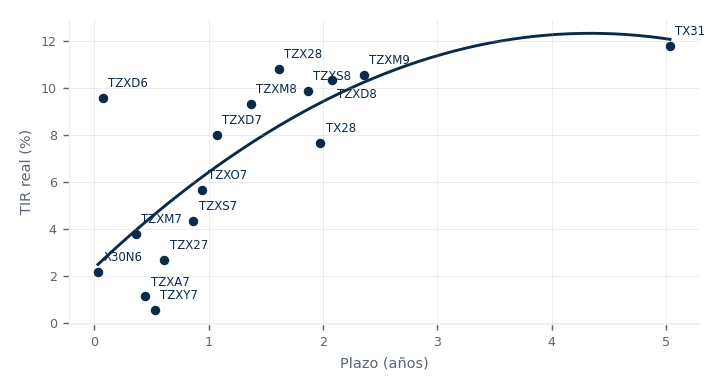 TIR real (%)
12
10
8
6
4
2
0
TX31
TZX28
TZXM9
TZXS8
TZXD6
TZXM8
TZXD8
TZXD7
TX28
TZXO7
TZXS7
TZXM7
TZX27
X30N6
TZXA7
TZXY7
0 1 2 3 4 5
Plazo (años)